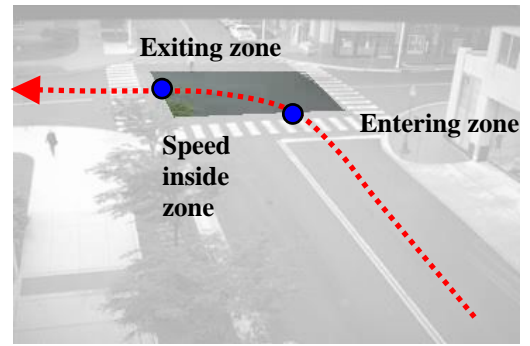 Exiting zone
Entering zone
Speed
inside
zone